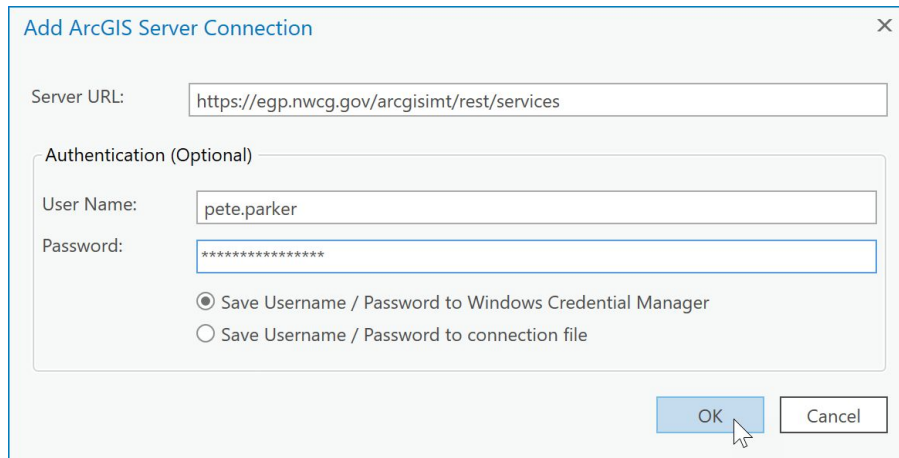 Add ArcGIS Server Connection
Server URL: https://egp.nwcg.gov/arcgisimt/rest/services
Authentication (Optional)
User Name: pete.parker
Password: ****************
Save Username / Password to Windows Credential Manager
Save Username / Password to connection file
OK Cancel